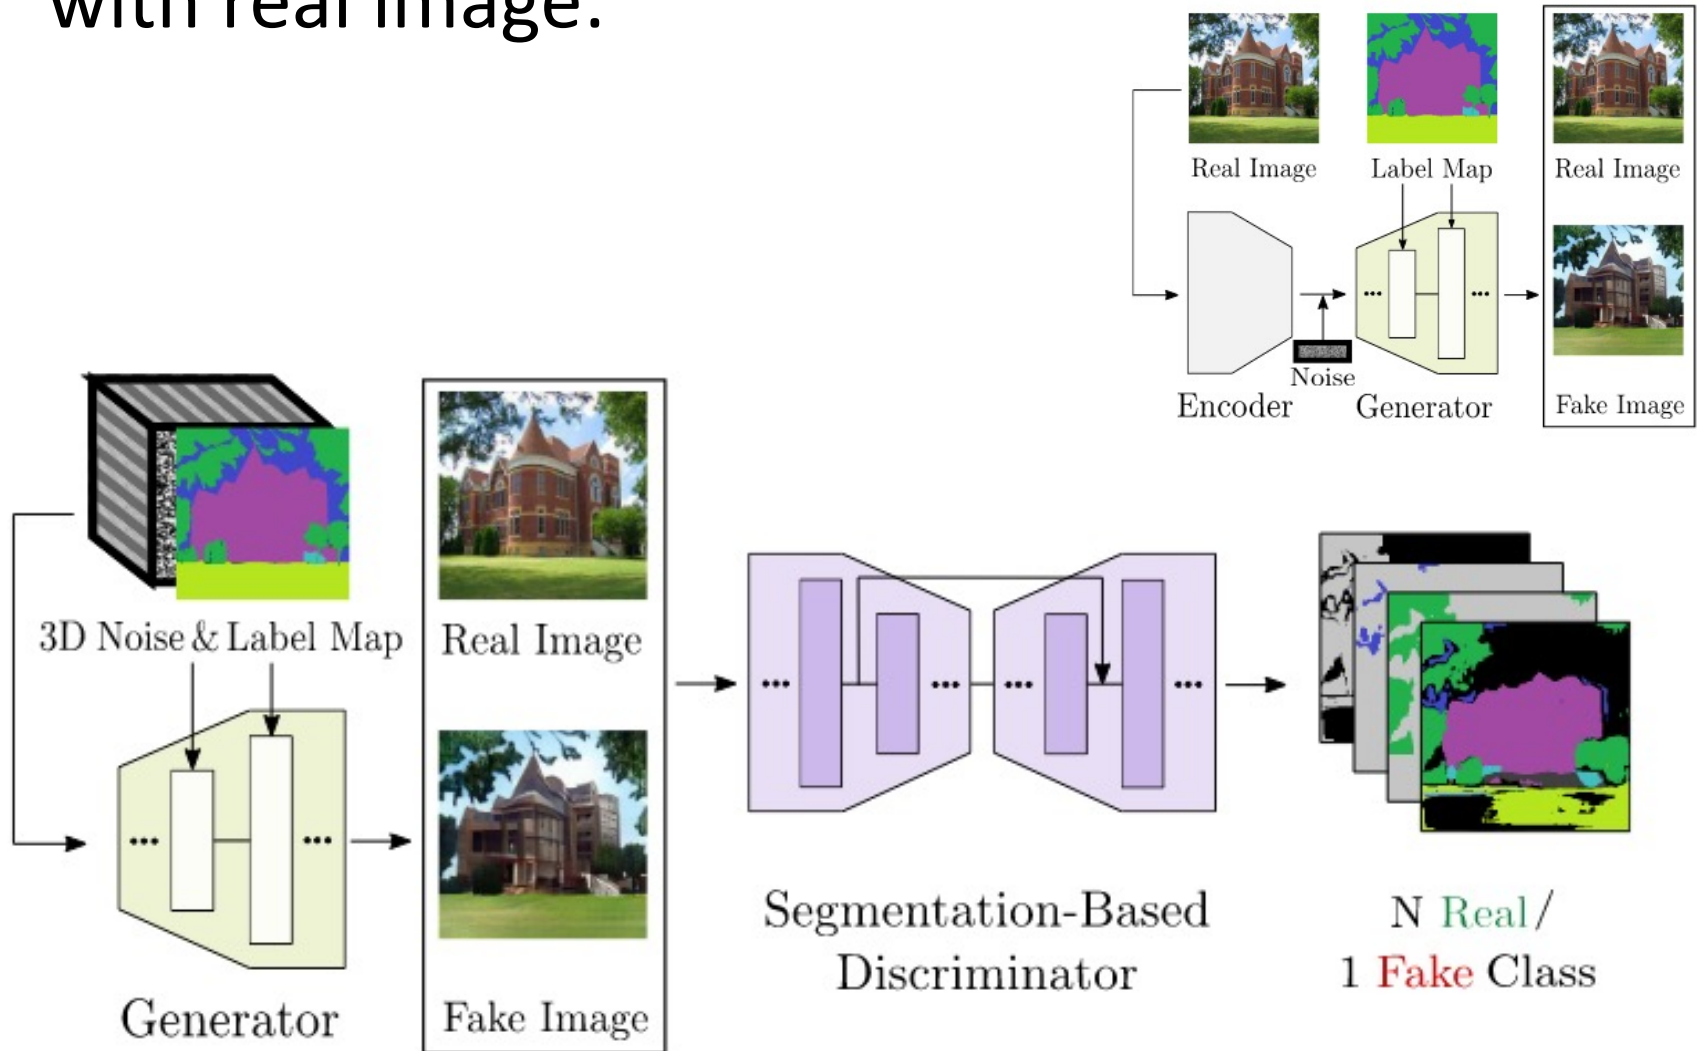 with real image.
Real Image
Label Map
Real Image
Noise
Encoder
Generator
Fake Image
3D Noise & Label Map
Real Image
Generator
Fake Image
Segmentation-Based
Discriminator
N Real/
1 Fake Class